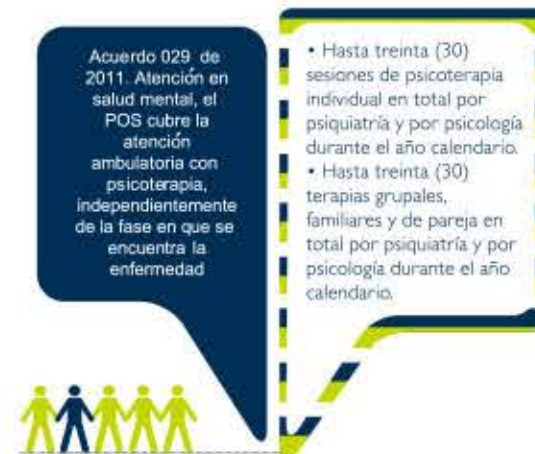 Acuerdo 029 de
2011. Atención en
salud mental, el
POS cubre la
atención
ambulatoria con
psicoterapia,
independientemente
de la fase en que se
encuentra la
enfermedad
• Hasta treinta (30)
sesiones de psicoterapia
individual en total por
psiquiatría y por psicología
durante el año calendario.
• Hasta treinta (30)
terapias grupales,
familiares y de pareja en
total por psiquiatría y por
psicología durante el año
calendario.